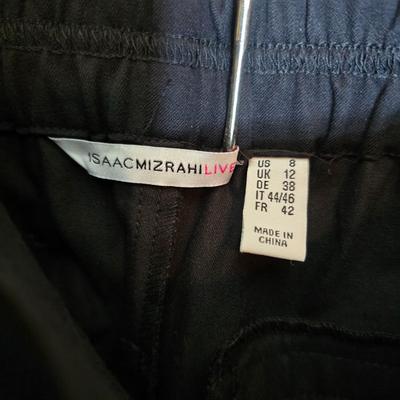 ISAACMIZRAHILIVE
US 8
UK 12
DE 38
IT 44/46
FR 42
MADE IN
CHINA